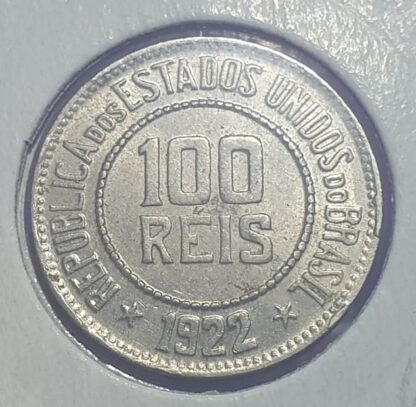 REPUBLICA DOS ESTADOS UNIDOS DO BRASIL
100
RÉIS
1922